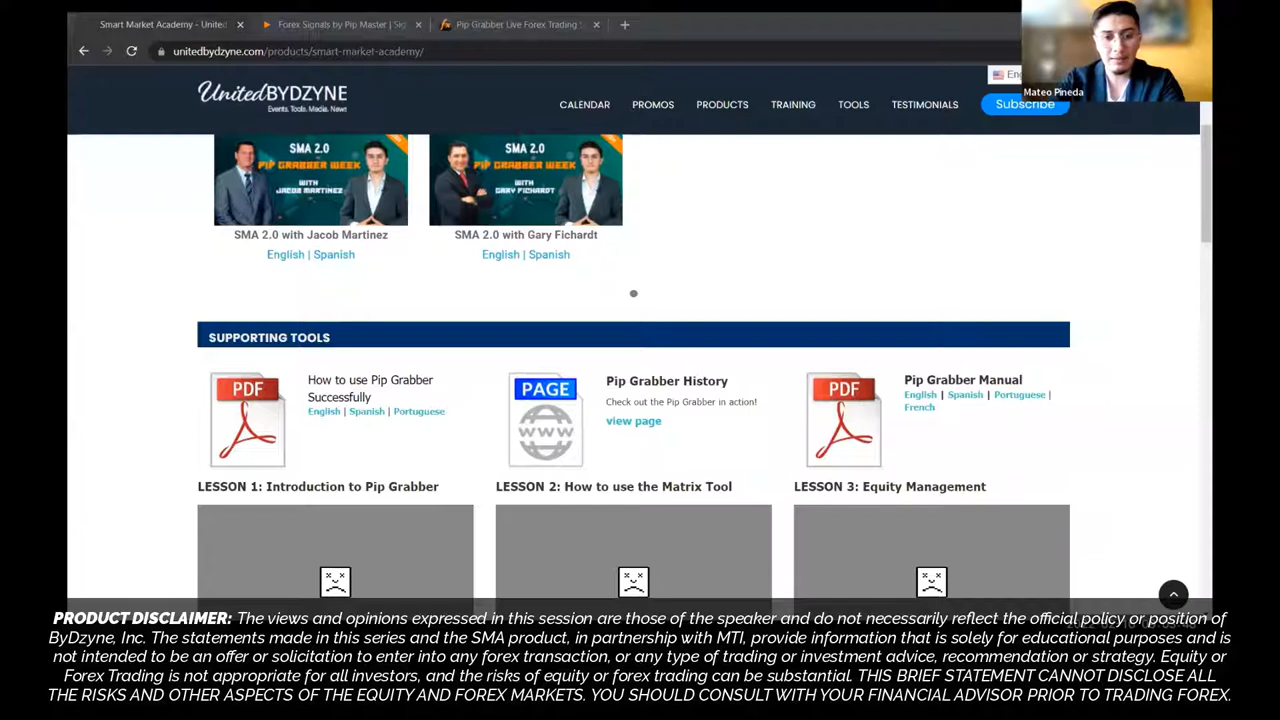 Smart Market Academy - United
Forex Signals by Pip Master | Sig
Pip Grabber Live Forex Trading
unitedbydzyne.com/products/smart-market-academy/
Eng
Mateo Pineda
UnitedBYDZYNE
Events. Tools. Media. News
CALENDAR PROMOS PRODUCTS TRAINING TOOLS TESTIMONIALS Subscribe
SMA 2.0
PIP GRABBER WEEK
WITH
JACOB MARTINEZ
SMA 2.0
PIP GRABBER WEEK
WITH
GARY FICHARDT
SMA 2.0 with Jacob Martinez
English | Spanish
SMA 2.0 with Gary Fichardt
English | Spanish
SUPPORTING TOOLS
PDF
How to use Pip Grabber
Successfully
English | Spanish | Portuguese
PAGE
www
Pip Grabber History
Check out the Pip Grabber in action!
view page
PDF
Pip Grabber Manual
English | Spanish | Portuguese |
French
LESSON 1: Introduction to Pip Grabber
LESSON 2: How to use the Matrix Tool
LESSON 3: Equity Management
PRODUCT DISCLAIMER: The views and opinions expressed in this session are those of the speaker and do not necessarily reflect the official policy or position of
ByDzyne, Inc. The statements made in this series and the SMA product, in partnership with MTI, provide information that is solely for educational purposes and is
not intended to be an offer or solicitation to enter into any forex transaction, or any type of trading or investment advice, recommendation or strategy. Equity or
Forex Trading is not appropriate for all investors, and the risks of equity or forex trading can be substantial. THIS BRIEF STATEMENT CANNOT DISCLOSE ALL
THE RISKS AND OTHER ASPECTS OF THE EQUITY AND FOREX MARKETS. YOU SHOULD CONSULT WITH YOUR FINANCIAL ADVISOR PRIOR TO TRADING FOREX.